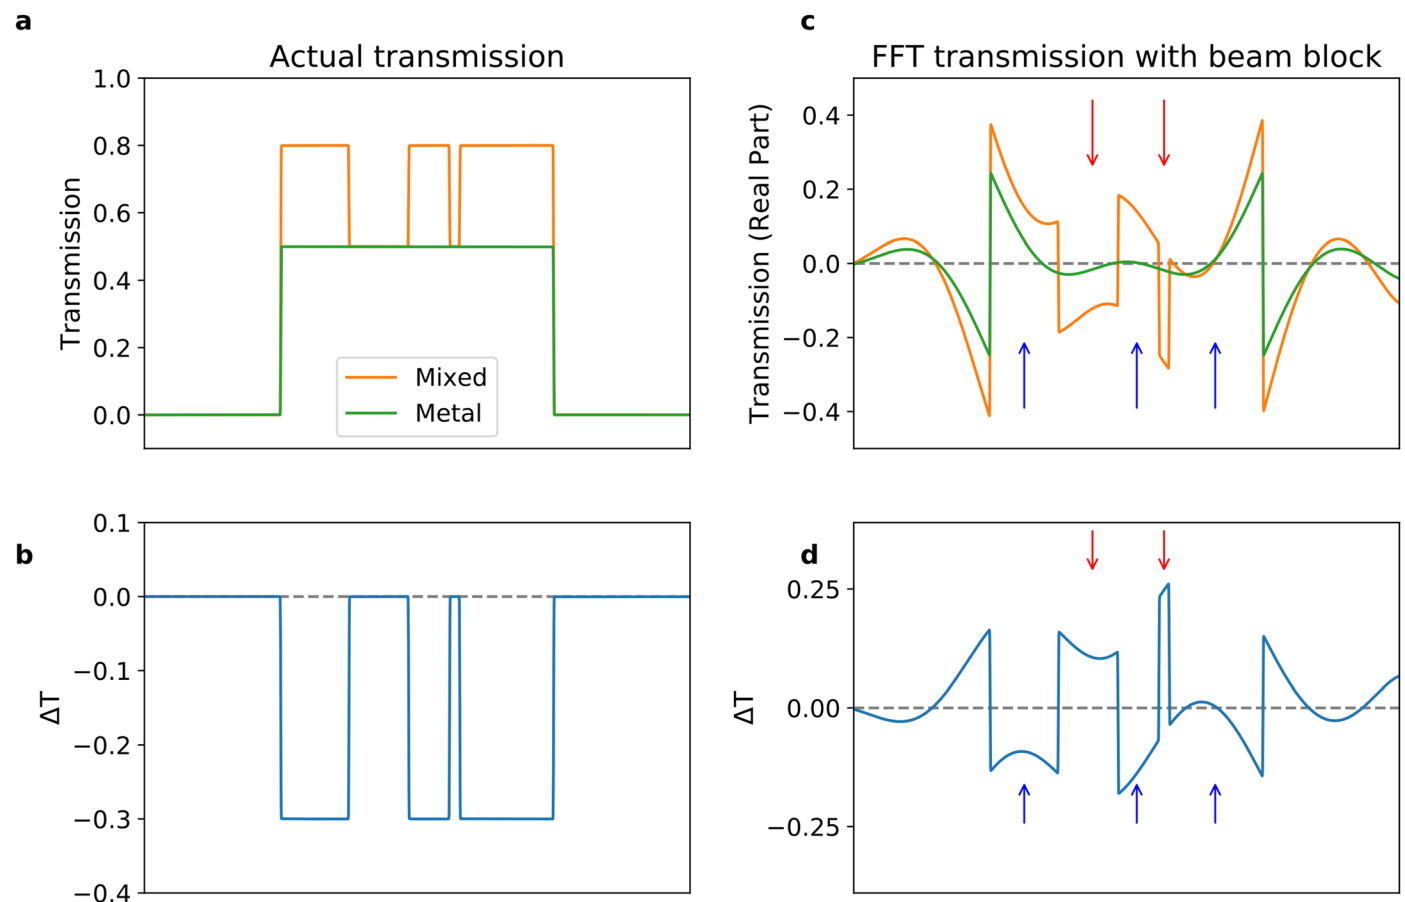 a
Actual transmission
1.0
0.8
0.6
0.4
0.2
0.0
Transmission
Mixed
Metal
c
FFT transmission with beam block
0.4
0.2
0.0
−0.2
−0.4
Transmission (Real Part)
b
0.1
0.0
−0.1
−0.2
−0.3
−0.4
ΔT
d
0.25
0.00
−0.25
ΔT